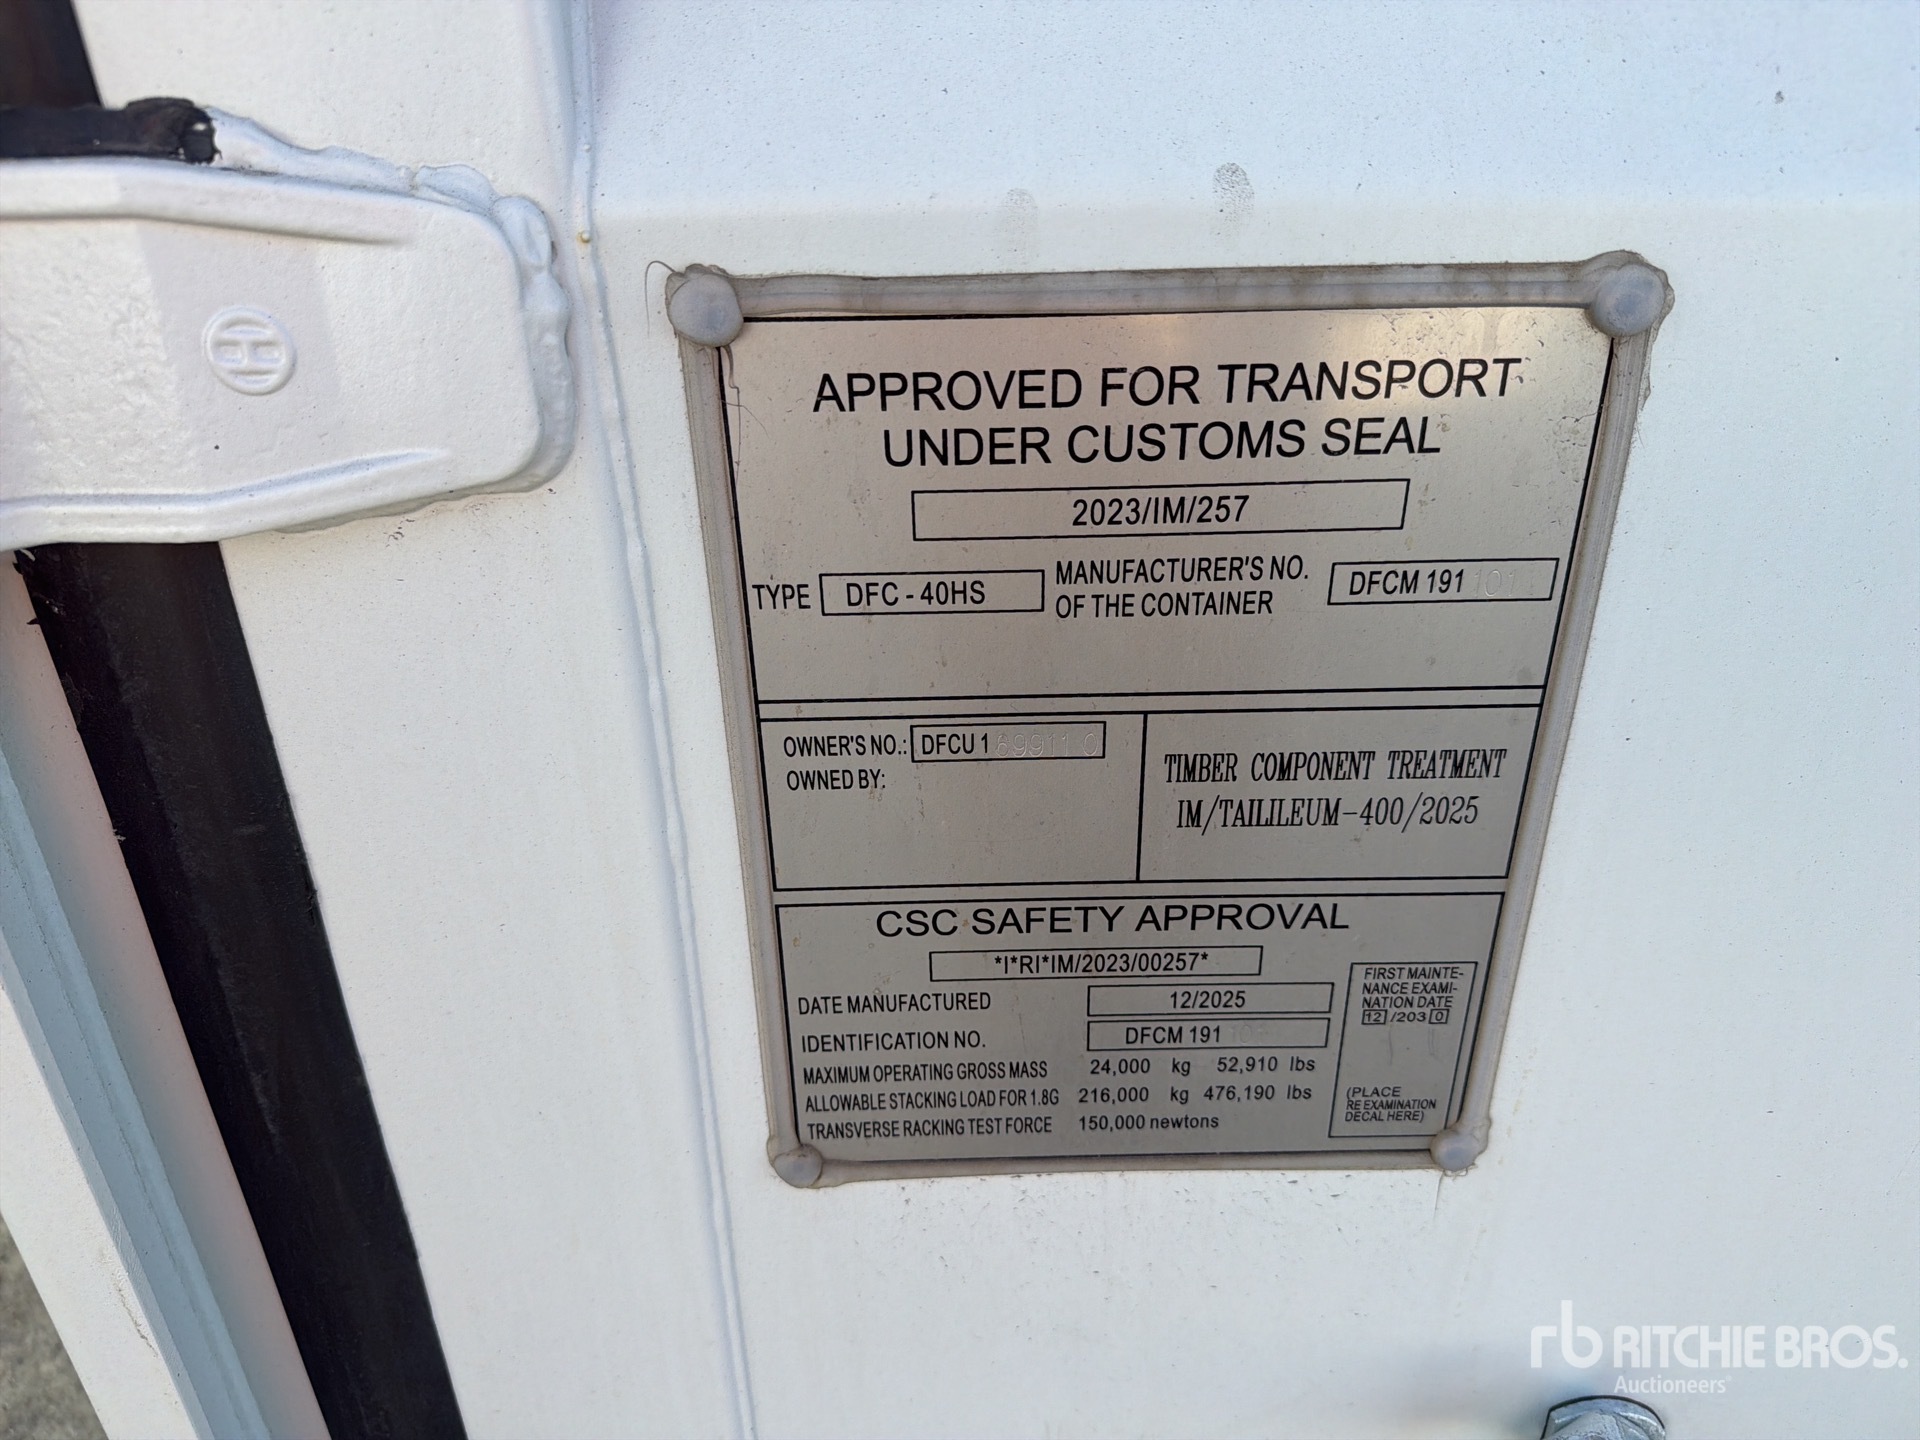 H
APPROVED FOR TRANSPORT
UNDER CUSTOMS SEAL
2023/IM/257
TYPE DFC - 40HS MANUFACTURER'S NO. OF THE CONTAINER DFCM 191
OWNER'S NO.: DFCU 1699110
OWNED BY:
TIMBER COMPONENT TREATMENT
IM/TAILILEUM-400/2025
CSC SAFETY APPROVAL
*I*RI*IM/2023/00257*
DATE MANUFACTURED 12/2025
IDENTIFICATION NO. DFCM 191
MAXIMUM OPERATING GROSS MASS 24,000 kg 52,910 lbs
ALLOWABLE STACKING LOAD FOR 1.8G 216,000 kg 476,190 lbs
TRANSVERSE RACKING TEST FORCE 150,000 newtons
FIRST MAINTE-
NANCE EXAMI-
NATION DATE
12 /203 0
(PLACE
RE EXAMINATION
DECAL HERE)
rb RITCHIE BROS.
Auctioneers